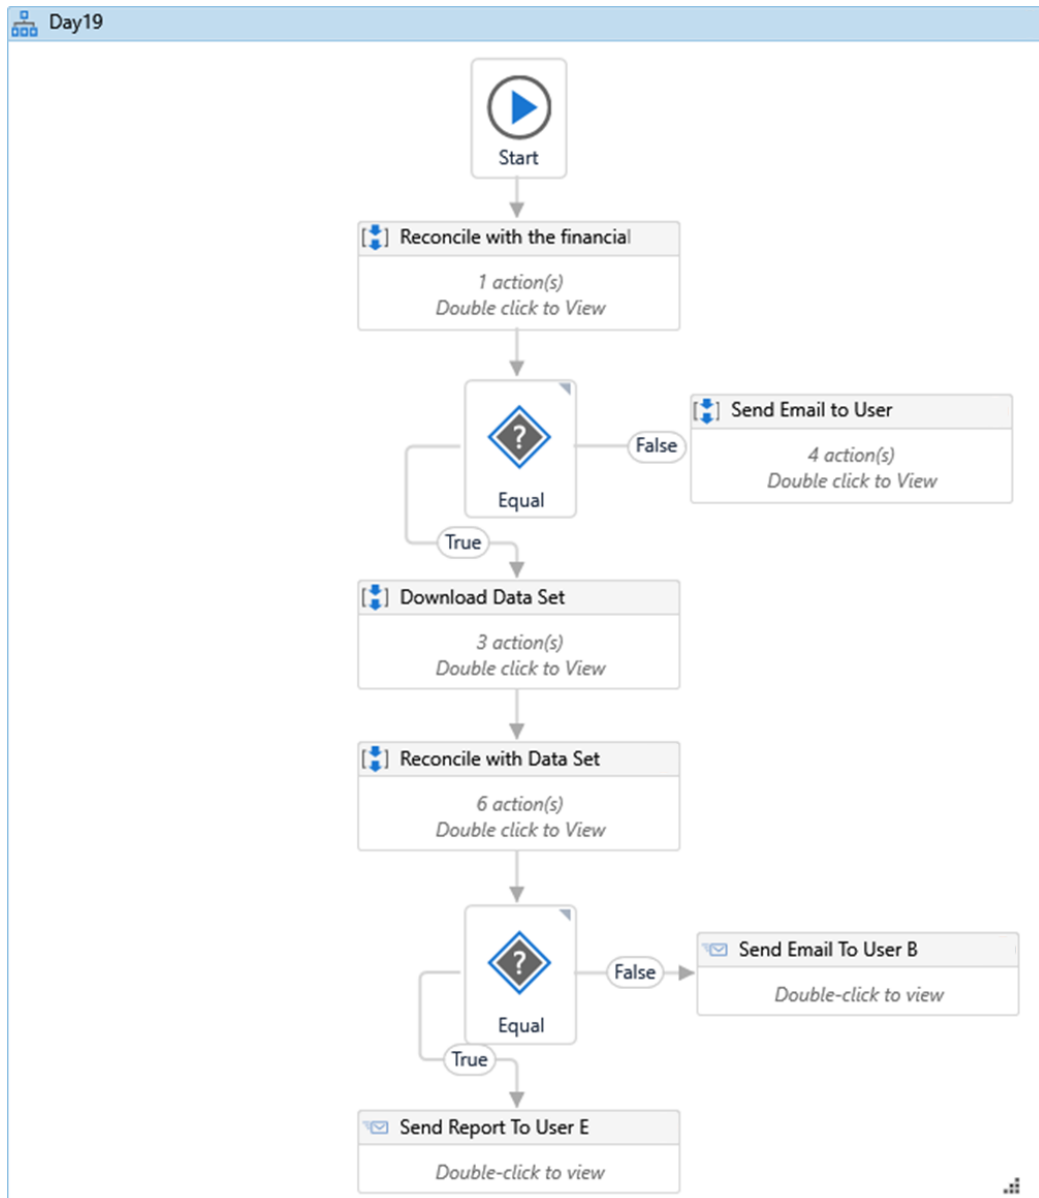 Day19
Start
Reconcile with the financial
1 action(s)
Double click to View
?
Equal
False
Send Email to User
4 action(s)
Double click to View
True
Download Data Set
3 action(s)
Double click to View
Reconcile with Data Set
6 action(s)
Double click to View
?
Equal
False
Send Email To User B
Double-click to view
True
Send Report To User E
Double-click to view